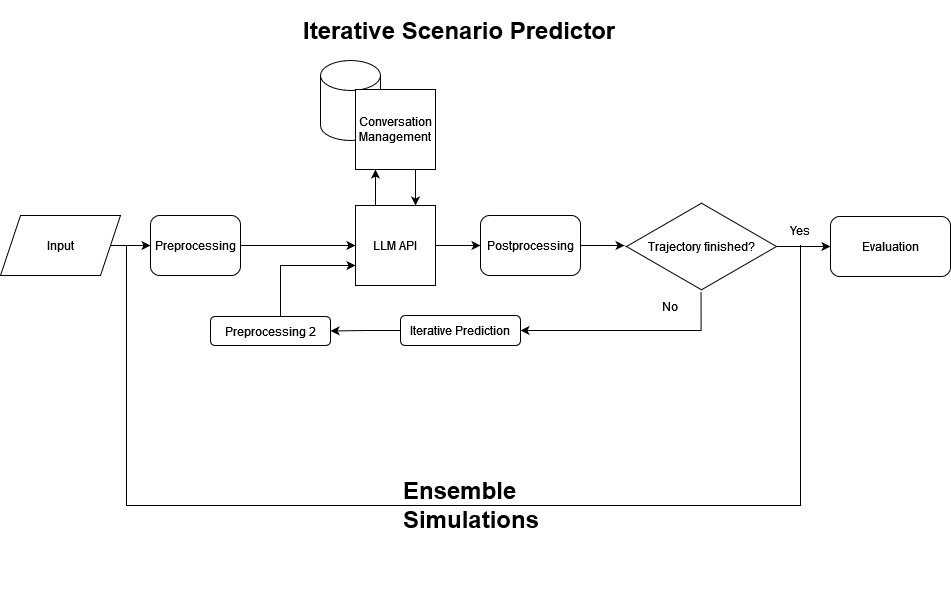 Iterative Scenario Predictor
Conversation
Management
Input
Preprocessing
LLM API
Postprocessing
Trajectory finished?
Yes
Evaluation
No
Preprocessing 2
Iterative Prediction
Ensemble
Simulations